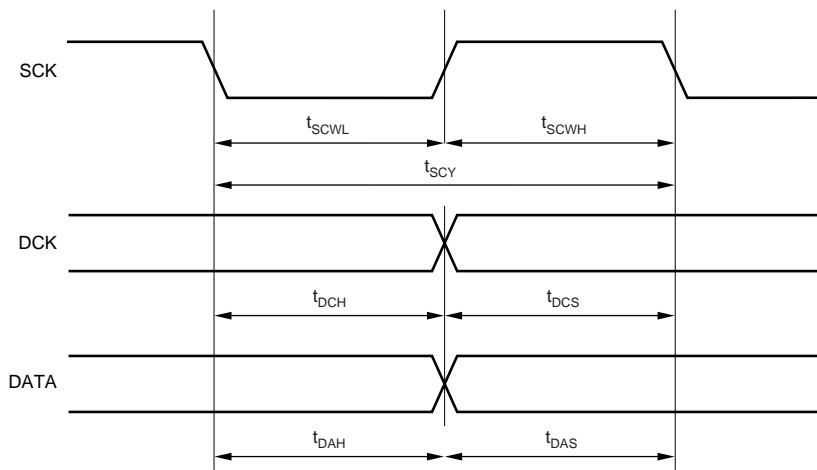 SCK
tSCWL tSCWH
tSCY
DCK
tDCH tDCS
DATA
tDAH tDAS